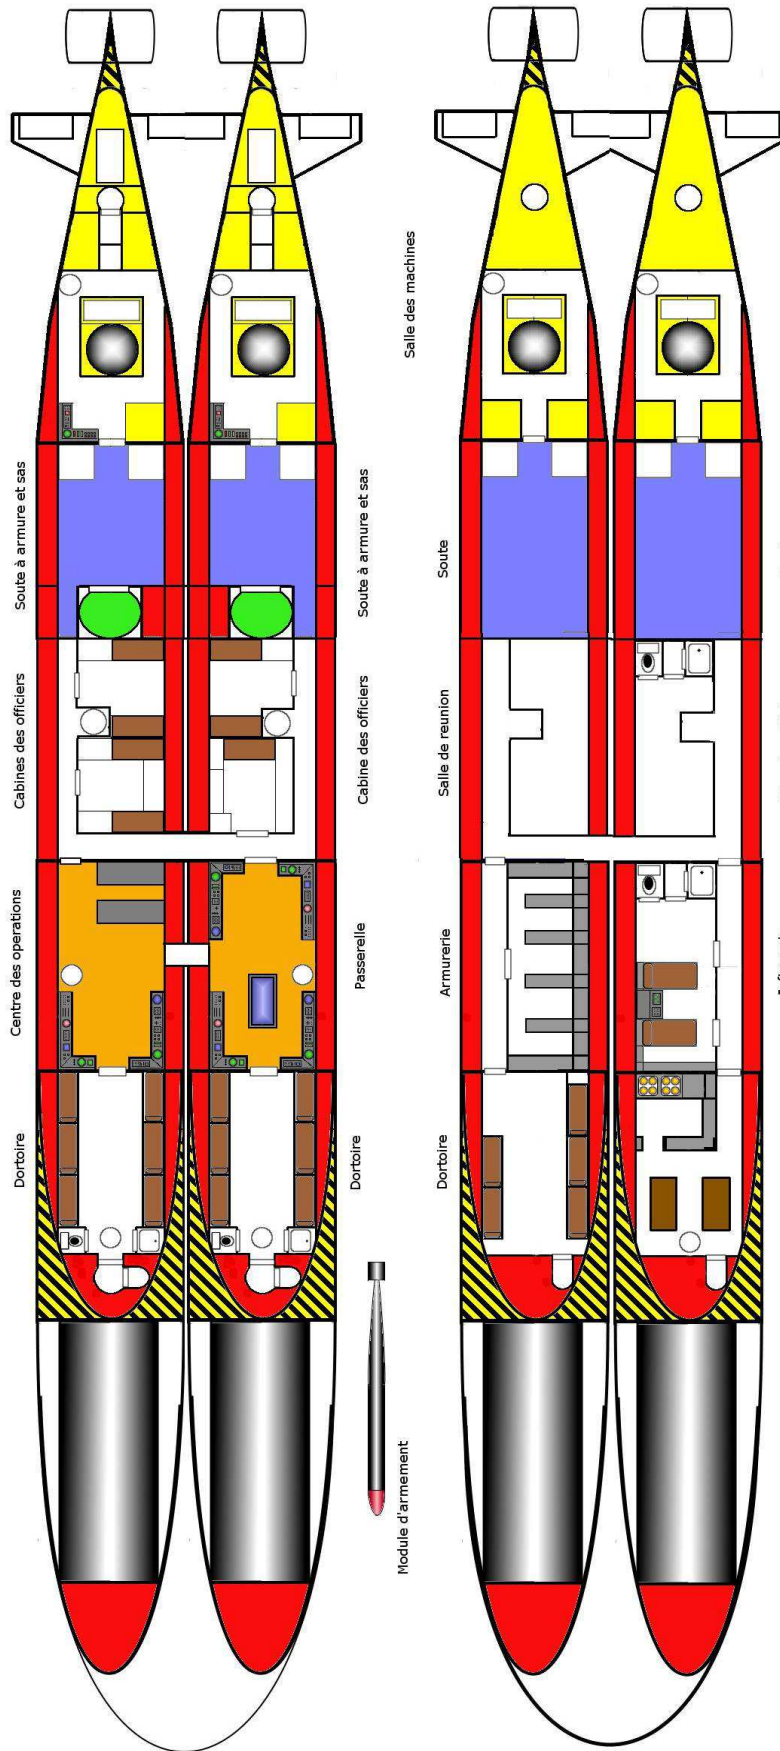 Salle des machines
Soute à armure et sas
Soute à armure et sas
Soute
Cabines des officiers
Cabine des officiers
Salle de reunion
Centre des operations
Passerelle
Armurerie
Dortoire
Dortoire
Dortoire
Module d'armement